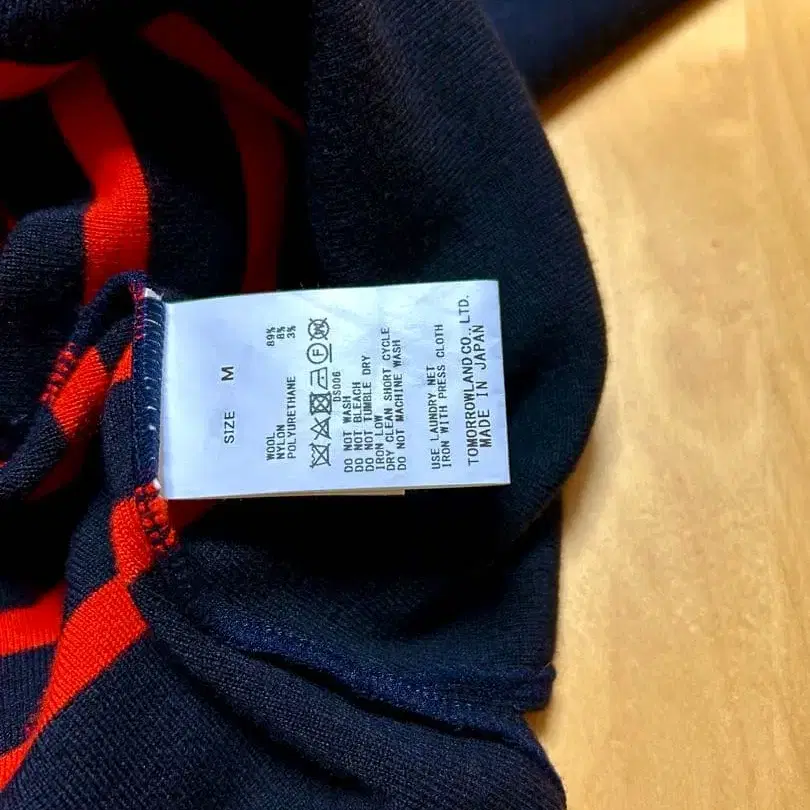 SIZE M
WOOL 89%
NYLON 8%
POLYURETHANE 3%
F W
DS006
DO NOT WASH
DO NOT BLEACH
DO NOT TUMBLE DRY
IRON LOW
DRY CLEAN SHORT CYCLE
DO NOT MACHINE WASH
USE LAUNDRY NET
IRON WITH PRESS CLOTH
TOMORROWLAND CO., LTD.
MADE IN JAPAN